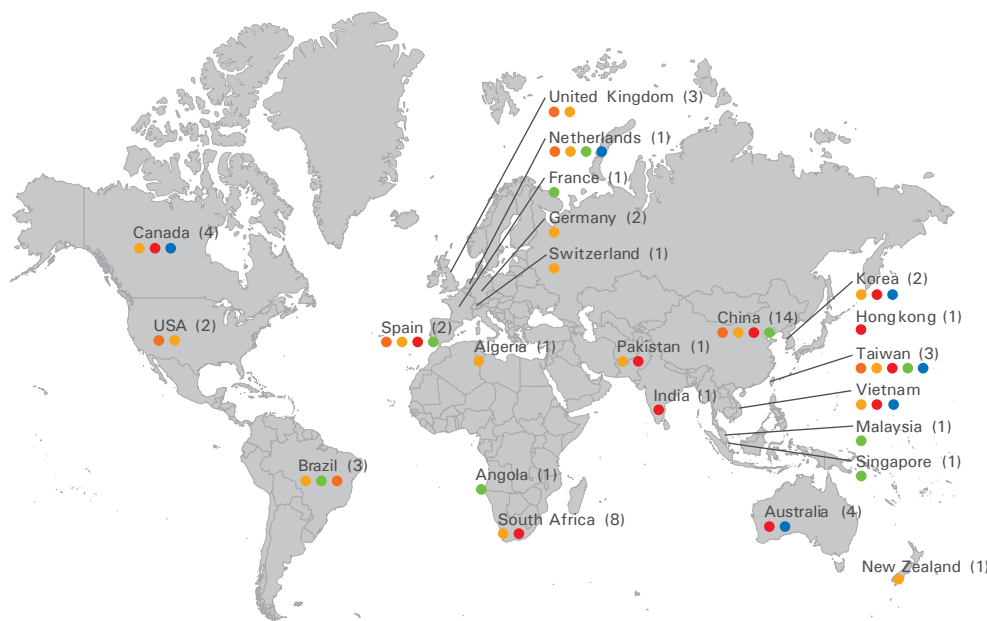 United Kingdom (3)
Netherlands (1)
France (1)
Germany (2)
Switzerland (1)
Canada (4)
USA (2)
Spain (2)
Algeria (1)
Pakistan (1)
China (14)
India (1)
Korea (2)
Hongkong (1)
Taiwan (3)
Vietnam
Malaysia (1)
Singapore (1)
Brazil (3)
Angola (1)
South Africa (8)
Australia (4)
New Zealand (1)